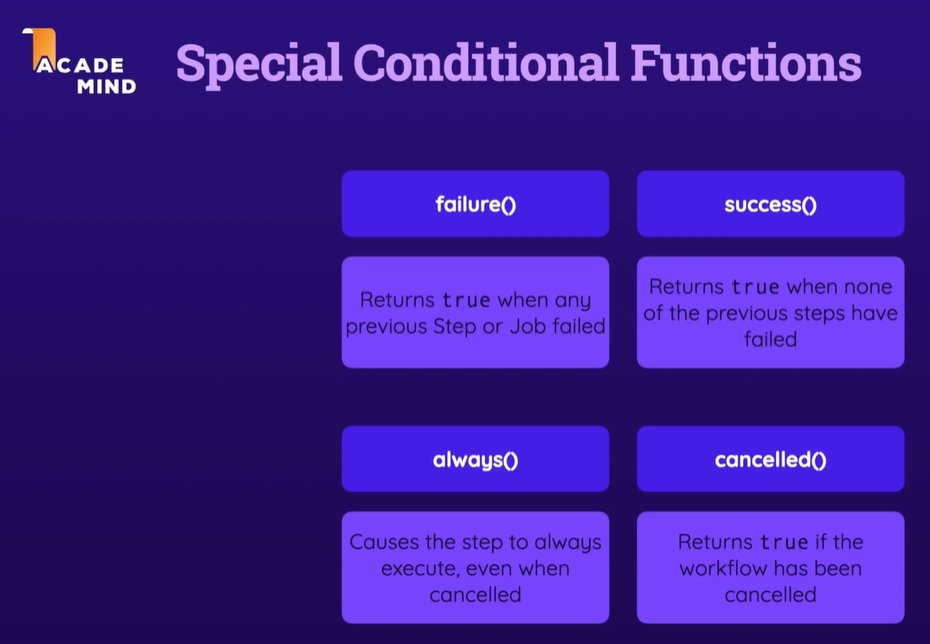 ACADE
MIND
Special Conditional Functions
failure()
Returns true when any
previous Step or Job failed
success()
Returns true when none
of the previous steps have
failed
always()
Causes the step to always
execute, even when
cancelled
cancelled()
Returns true if the
workflow has been
cancelled